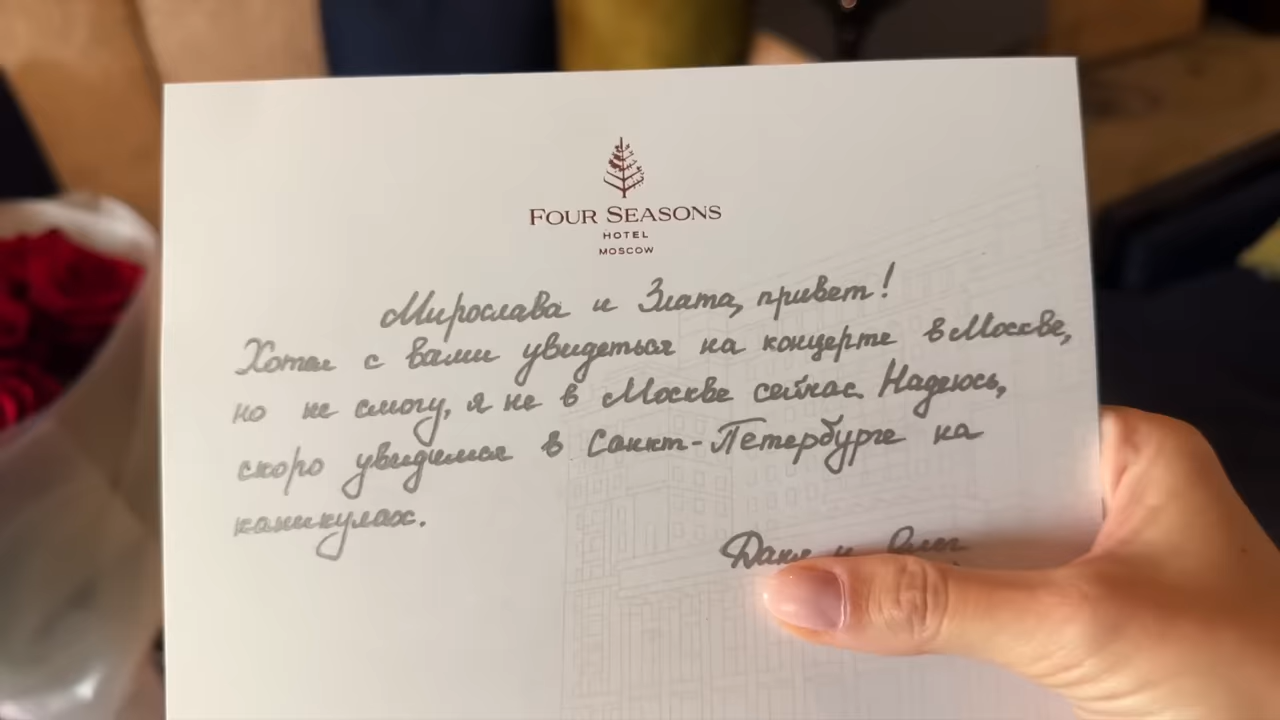 FOUR SEASONS
HOTEL
MOSCOW
Мирослава и Злата, привет!
Хотел с вами увидеться на концерте в Москве,
но не смогу, я не в Москве сейчас. Надеюсь,
скоро увидимся в Санкт-Петербурге на
каникулах.
и Олег